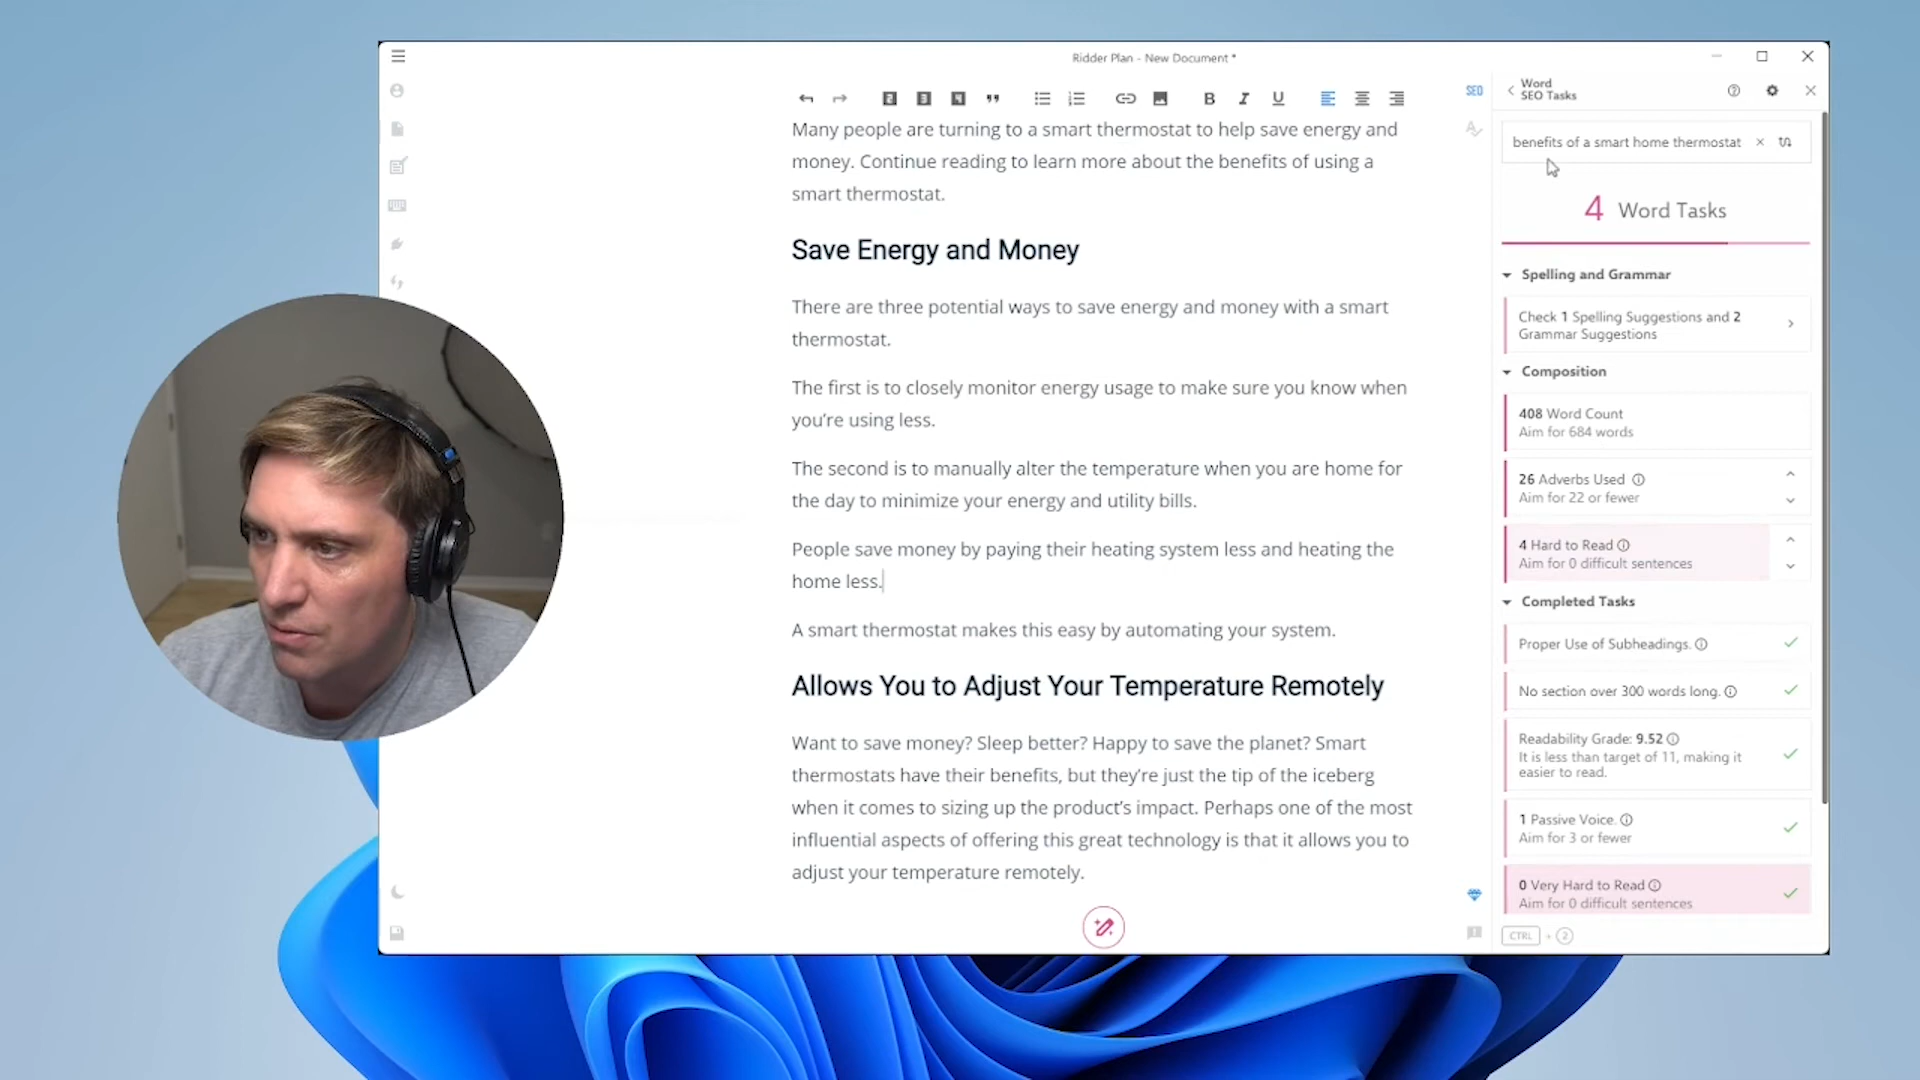 Ridder Plan - New Document *
Many people are turning to a smart thermostat to help save energy and
money. Continue reading to learn more about the benefits of using a
smart thermostat.
Save Energy and Money
There are three potential ways to save energy and money with a smart
thermostat.
The first is to closely monitor energy usage to make sure you know when
you’re using less.
The second is to manually alter the temperature when you are home for
the day to minimize your energy and utility bills.
People save money by paying their heating system less and heating the
home less.
A smart thermostat makes this easy by automating your system.
Allows You to Adjust Your Temperature Remotely
Want to save money? Sleep better? Happy to save the planet? Smart
thermostats have their benefits, but they’re just the tip of the iceberg
when it comes to sizing up the product’s impact. Perhaps one of the most
influential aspects of offering this great technology is that it allows you to
adjust your temperature remotely.
2 3 4
B I U
SEO
Word
SEO Tasks
benefits of a smart home thermostat
4 Word Tasks
Spelling and Grammar
Check 1 Spelling Suggestions and 2
Grammar Suggestions
Composition
408 Word Count
Aim for 684 words
26 Adverbs Used
Aim for 22 or fewer
4 Hard to Read
Aim for 0 difficult sentences
Completed Tasks
Proper Use of Subheadings.
No section over 300 words long.
Readability Grade: 9.52
It is less than target of 11, making it
easier to read.
1 Passive Voice.
Aim for 3 or fewer
0 Very Hard to Read
Aim for 0 difficult sentences
CTRL + 2